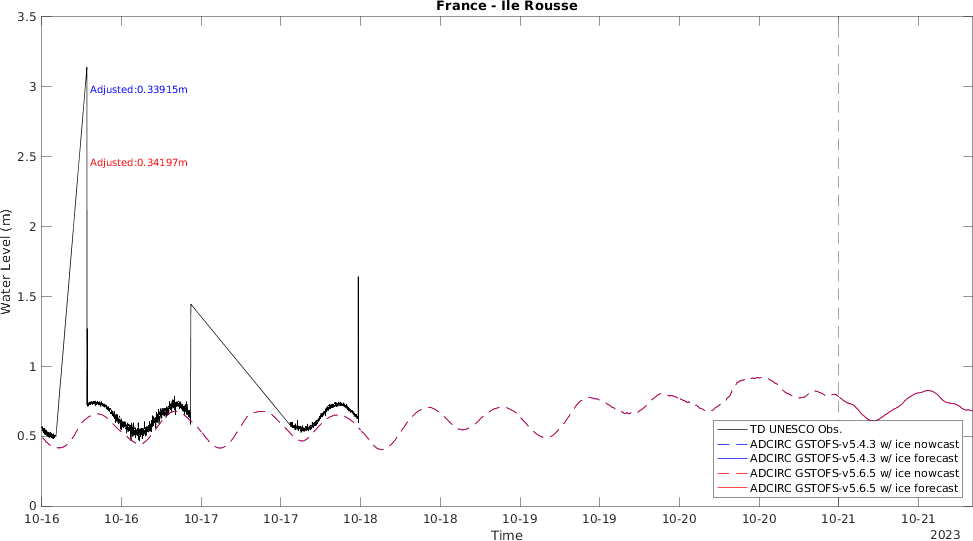 France - Ile Rousse
3.5
3
2.5
2
1.5
1
0.5
0
Water Level (m)
Adjusted:0.33915m
Adjusted:0.34197m
TD UNESCO Obs.
ADCIRC GSTOFS-v5.4.3 w/ ice nowcast
ADCIRC GSTOFS-v5.4.3 w/ ice forecast
ADCIRC GSTOFS-v5.6.5 w/ ice nowcast
ADCIRC GSTOFS-v5.6.5 w/ ice forecast
10-16 10-16 10-17 10-17 10-18 10-18 10-19 10-19 10-20 10-20 10-21 10-21
Time
2023